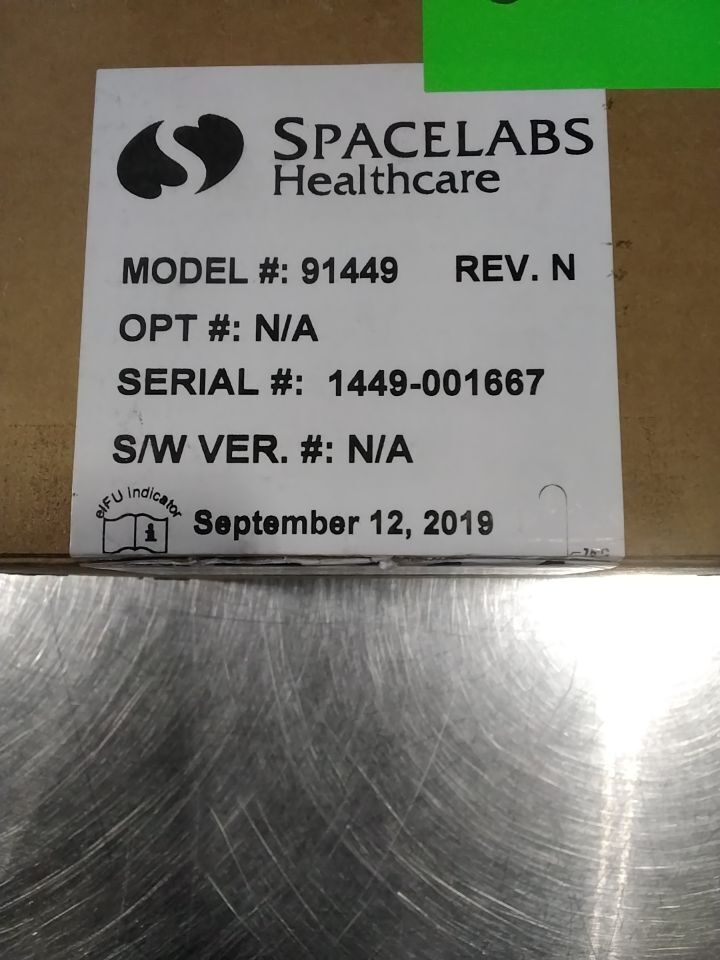 SPACELABS
Healthcare
MODEL #: 91449 REV. N
OPT #: N/A
SERIAL #: 1449-001667
S/W VER. #: N/A
eIFU indicator
i
September 12, 2019